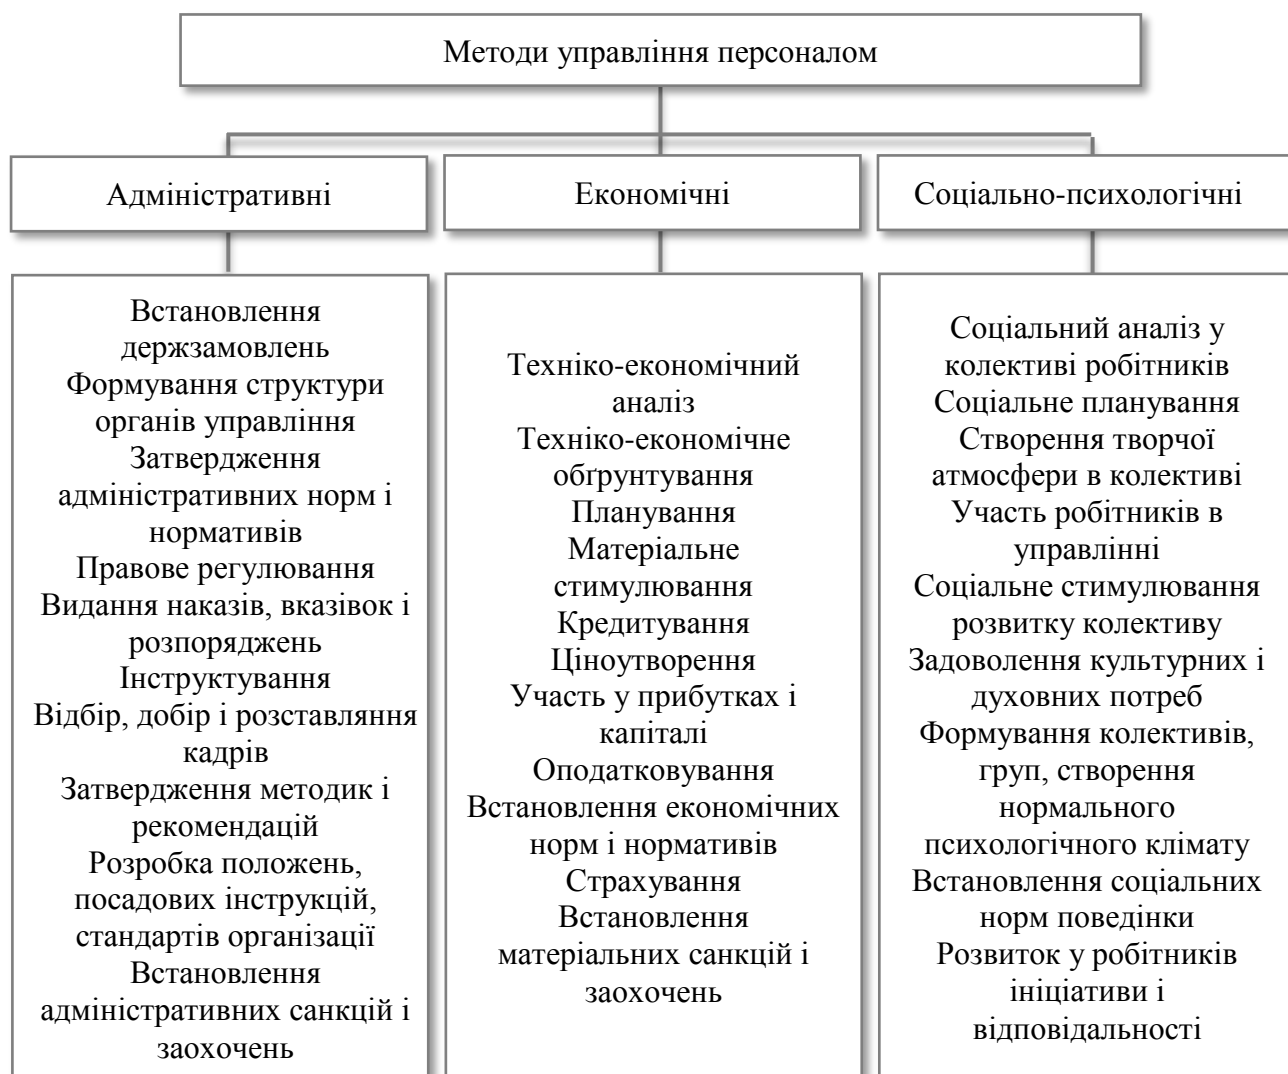 Методи управління персоналом
Адміністративні
Економічні
Соціально-психологічні
Встановлення
держзамовлень
Формування структури
органів управління
Затвердження
адміністративних норм і
нормативів
Правове регулювання
Видання наказів, вказівок і
розпоряджень
Інструктування
Відбір, добір і розставляння
кадрів
Затвердження методик і
рекомендацій
Розробка положень,
посадових інструкцій,
стандартів організації
Встановлення
адміністративних санкцій і
заохочень
Техніко-економічний
аналіз
Техніко-економічне
обґрунтування
Планування
Матеріальне
стимулювання
Кредитування
Ціноутворення
Участь у прибутках і
капіталі
Оподатковування
Встановлення економічних
норм і нормативів
Страхування
Встановлення
матеріальних санкцій і
заохочень
Соціальний аналіз у
колективі робітників
Соціальне планування
Створення творчої
атмосфери в колективі
Участь робітників в
управлінні
Соціальне стимулювання
розвитку колективу
Задоволення культурних і
духовних потреб
Формування колективів,
груп, створення
нормального
психологічного клімату
Встановлення соціальних
норм поведінки
Розвиток у робітників
ініціативи і
відповідальності